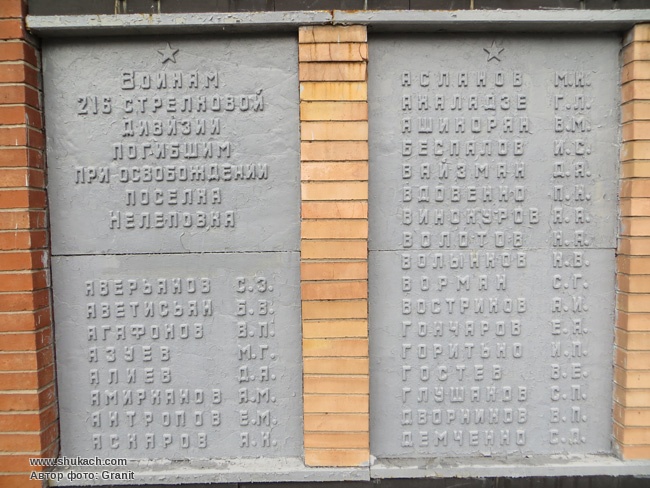 Воинам
216 стрелковой
дивизии
погибшим
при освобождении
поселка
Нелеповка
Аверьянов С.З.
Аветисьян Б.В.
Агафонов В.П.
Азуев М.Г.
Алиев Д.А.
Амирханов А.М.
Антропов Е.М.
Аскаров А.К.
Асланов М.К.
Аналадзе Г.Л.
Ашикорян В.М.
Беспалов И.С.
Вайзман Д.А.
Вдовенко П.Н.
Винокуров А.А.
Волотов А.А.
Волынков К.В.
Ворман С.Г.
Востриков А.И.
Гончаров Е.А.
Горитько И.П.
Гостев В.Е.
Глушаков С.П.
Дворников В.П.
Демченко С.Д.
www.shukach.com
Автор фото: Granit